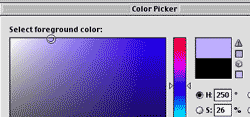 Color Picker
Select foreground color:
H: 250 °
S: 26 %